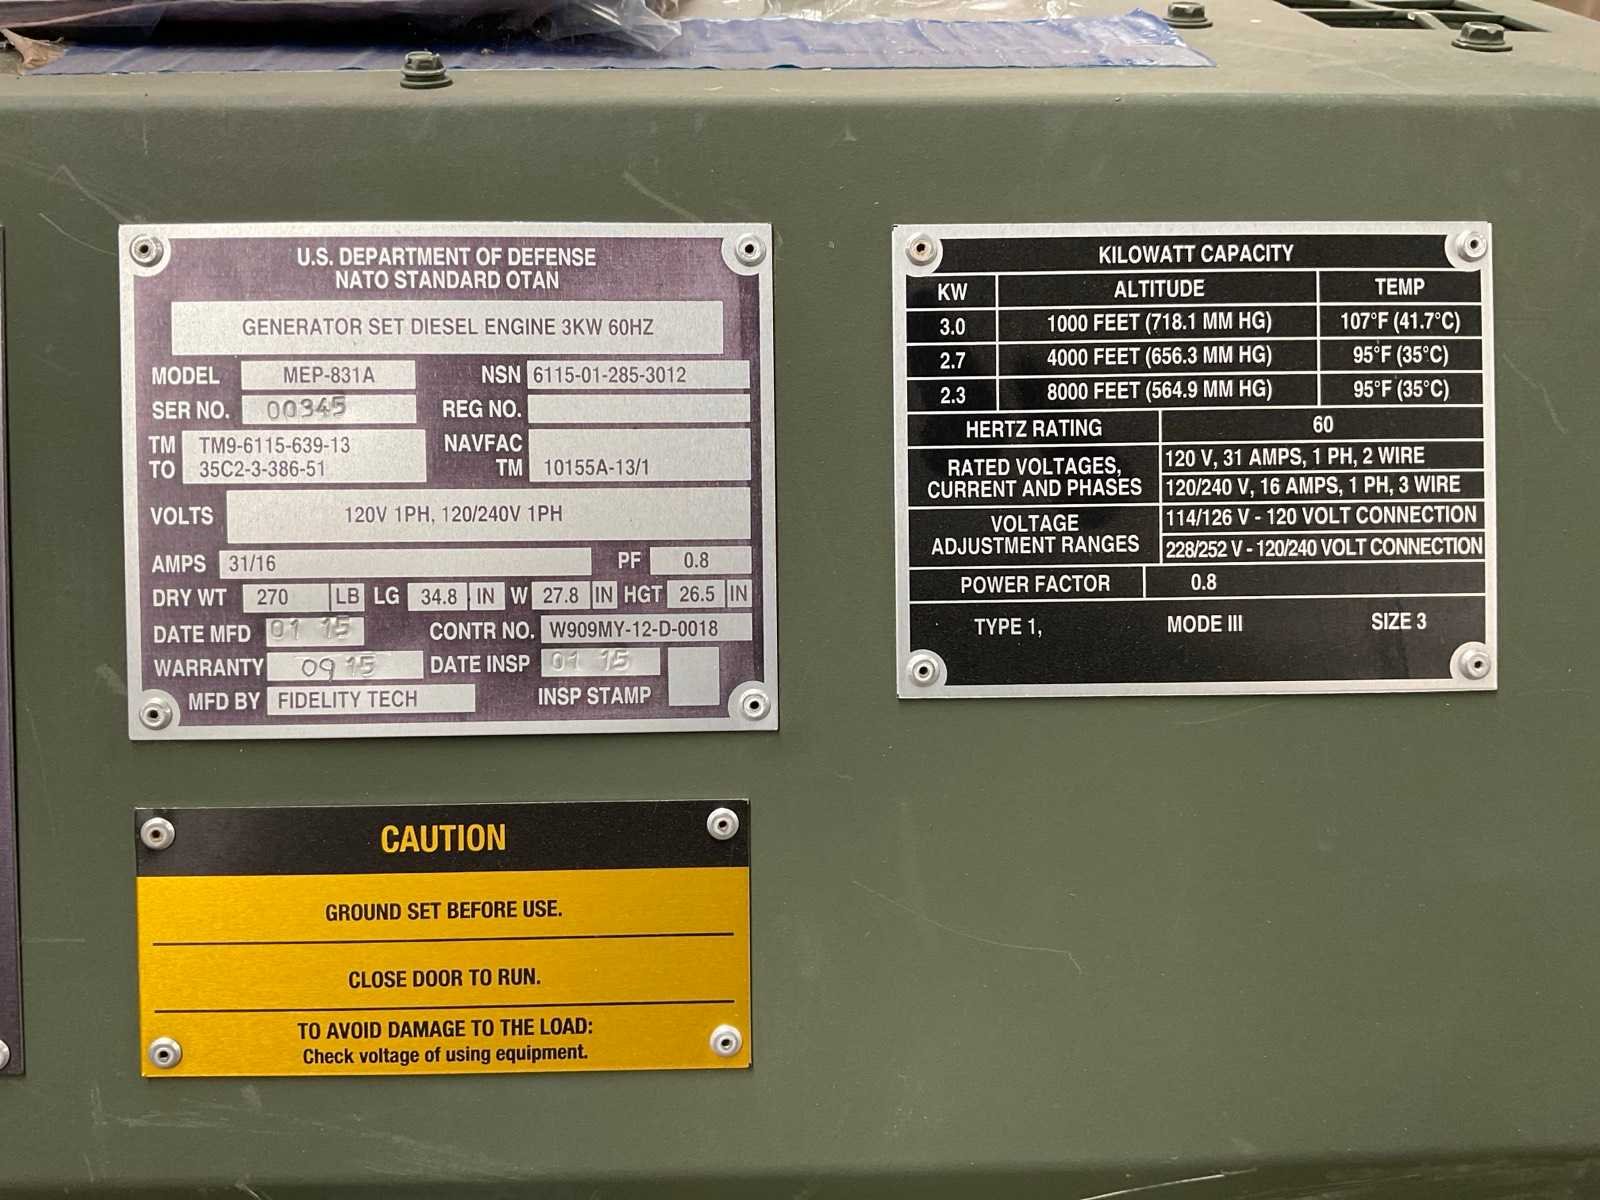 U.S. DEPARTMENT OF DEFENSE
NATO STANDARD OTAN
GENERATOR SET DIESEL ENGINE 3KW 60HZ
MODEL MEP-831A NSN 6115-01-285-3012
SER NO. 00345 REG NO.
TM TM9-6115-639-13 NAVFAC
TO 35C2-3-386-51 TM 10155A-13/1
VOLTS 120V 1PH, 120/240V 1PH
AMPS 31/16 PF 0.8
DRY WT 270 LB LG 34.8 IN W 27.8 IN HGT 26.5 IN
DATE MFD 01 15 CONTR NO. W909MY-12-D-0018
WARRANTY 09 15 DATE INSP 01 15
MFD BY FIDELITY TECH INSP STAMP
KILOWATT CAPACITY
KW ALTITUDE TEMP
3.0 1000 FEET (718.1 MM HG) 107°F (41.7°C)
2.7 4000 FEET (656.3 MM HG) 95°F (35°C)
2.3 8000 FEET (564.9 MM HG) 95°F (35°C)
HERTZ RATING 60
RATED VOLTAGES, 120 V, 31 AMPS, 1 PH, 2 WIRE
CURRENT AND PHASES 120/240 V, 16 AMPS, 1 PH, 3 WIRE
VOLTAGE 114/126 V - 120 VOLT CONNECTION
ADJUSTMENT RANGES 228/252 V - 120/240 VOLT CONNECTION
POWER FACTOR 0.8
TYPE 1, MODE III SIZE 3
CAUTION
GROUND SET BEFORE USE.
CLOSE DOOR TO RUN.
TO AVOID DAMAGE TO THE LOAD:
Check voltage of using equipment.